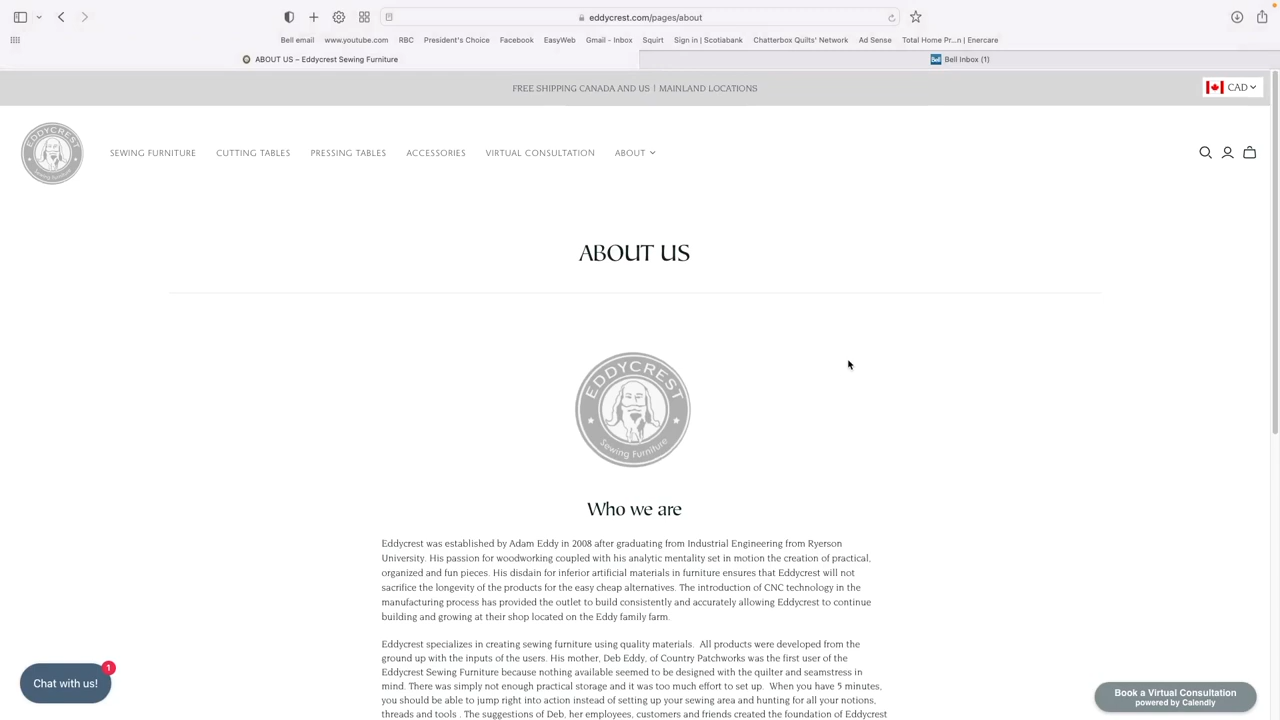 eddycrest.com/pages/about
Bell email www.youtube.com RBC President's Choice Facebook EasyWeb Gmail - Inbox Squirt Sign in | Scotiabank Chatterbox Quilts' Network Ad Sense Total Home Pr...n | Enercare
ABOUT US – Eddycrest Sewing Furniture
Bell Bell Inbox (1)
FREE SHIPPING CANADA AND US | MAINLAND LOCATIONS
CAD
EDDYCREST
Sewing Furniture
SEWING FURNITURE CUTTING TABLES PRESSING TABLES ACCESSORIES VIRTUAL CONSULTATION ABOUT
ABOUT US
EDDYCREST
Sewing Furniture
Who we are
Eddycrest was established by Adam Eddy in 2008 after graduating from Industrial Engineering from Ryerson
University. His passion for woodworking coupled with his analytic mentality set in motion the creation of practical,
organized and fun pieces. His disdain for inferior artificial materials in furniture ensures that Eddycrest will not
sacrifice the longevity of the products for the easy cheap alternatives. The introduction of CNC technology in the
manufacturing process has provided the outlet to build consistently and accurately allowing Eddycrest to continue
building and growing at their shop located on the Eddy family farm.
Eddycrest specializes in creating sewing furniture using quality materials. All products were developed from the
ground up with the inputs of the users. His mother, Deb Eddy, of Country Patchworks was the first user of the
Eddycrest Sewing Furniture because nothing available seemed to be designed with the quilter and seamstress in
mind. There was simply not enough practical storage and it was too much effort to set up. When you have 5 minutes,
you should be able to jump right into action instead of setting up your sewing area and hunting for all your notions,
threads and tools . The suggestions of Deb, her employees, customers and friends created the foundation of Eddycrest
Chat with us!
1
Book a Virtual Consultation
powered by Calendly